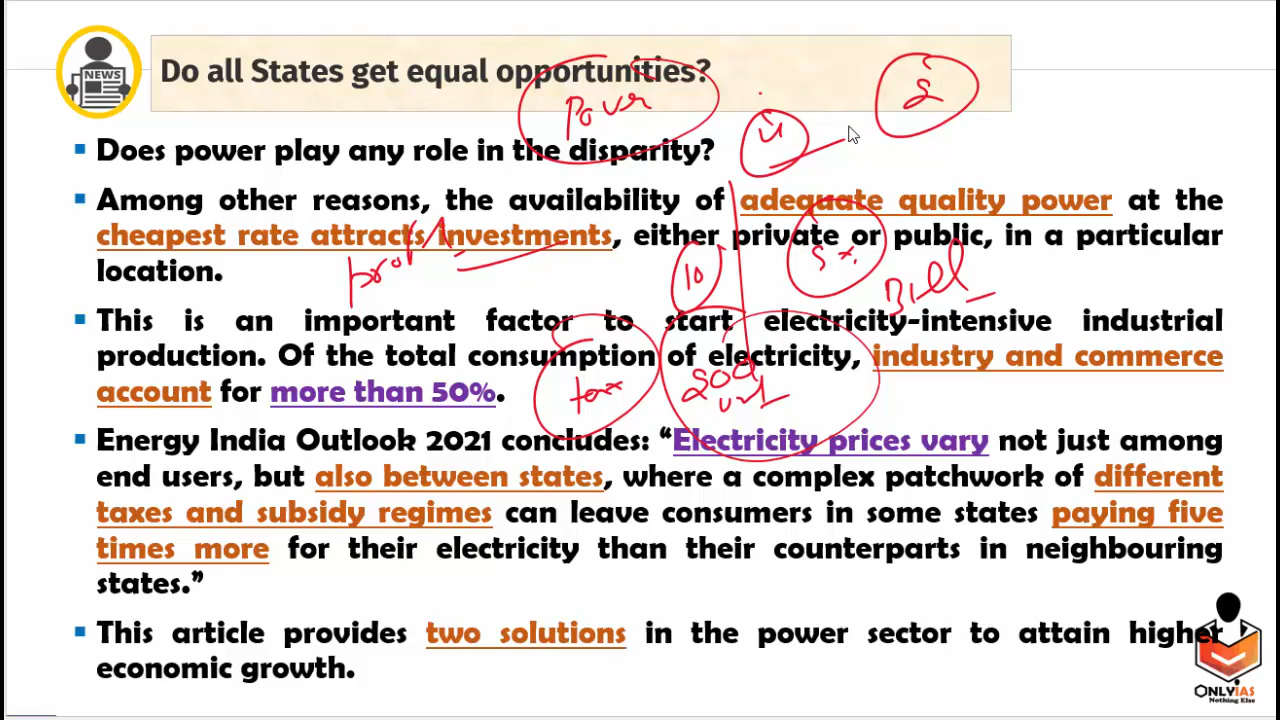 NEWS
Do all States get equal opportunities?
Power
Does power play any role in the disparity?
Among other reasons, the availability of adequate quality power at the
cheapest rate attracts investments, either private or public, in a particular
location.
profit
10
5x
Bill
This is an important factor to start electricity-intensive industrial
production. Of the total consumption of electricity, industry and commerce
account for more than 50%.
tax
Energy India Outlook 2021 concludes: “Electricity prices vary not just among
end users, but also between states, where a complex patchwork of different
taxes and subsidy regimes can leave consumers in some states paying five
times more for their electricity than their counterparts in neighbouring
states.”
This article provides two solutions in the power sector to attain higher
economic growth.
ONLYIAS
Nothing Else